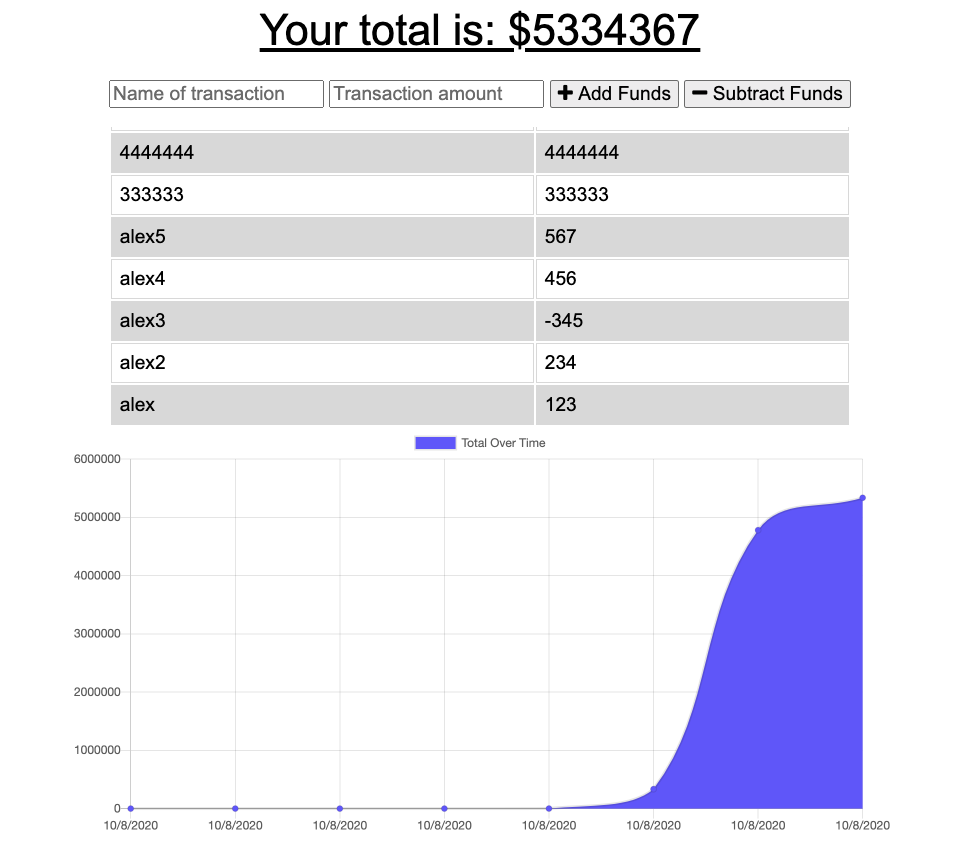 Your total is: $5334367
Name of transaction Transaction amount + Add Funds − Subtract Funds
4444444 4444444
333333 333333
alex5 567
alex4 456
alex3 -345
alex2 234
alex 123
Total Over Time
6000000
5000000
4000000
3000000
2000000
1000000
0
10/8/2020 10/8/2020 10/8/2020 10/8/2020 10/8/2020 10/8/2020 10/8/2020 10/8/2020